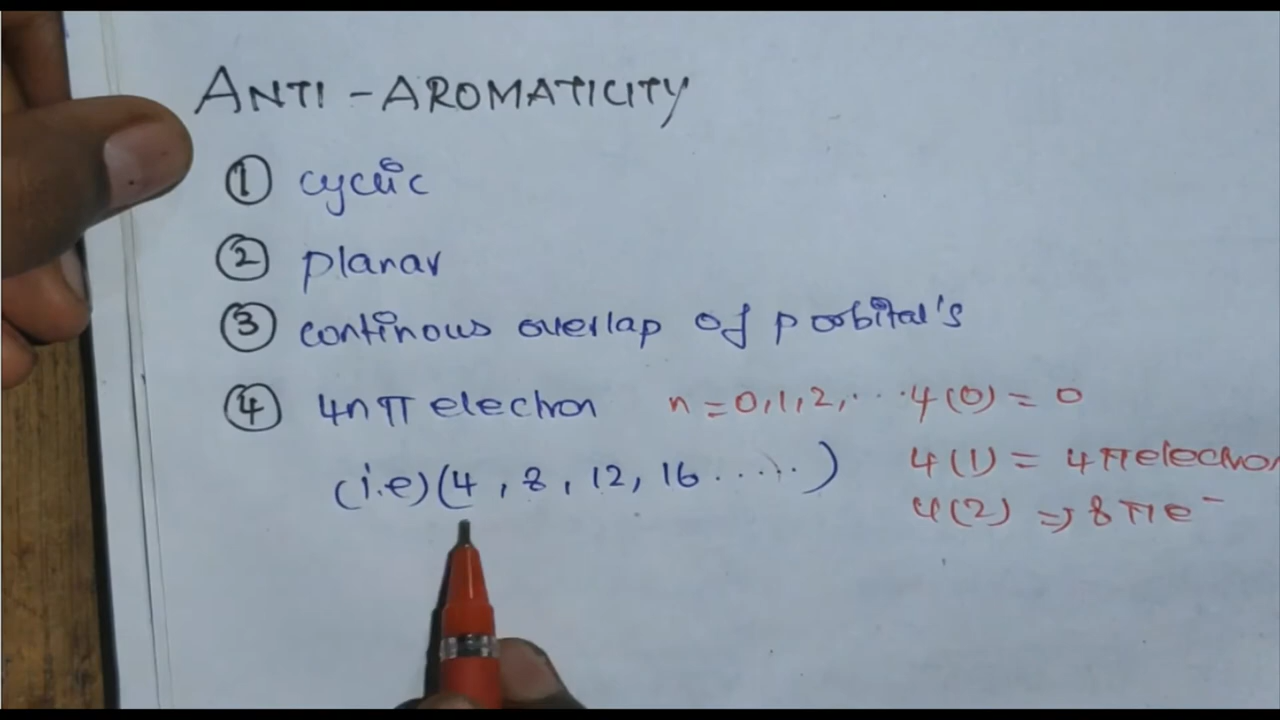 ANTI-AROMATICITY
① cyclic
② planar
③ continous overlap of p orbital's
④ 4nπ electron n=0,1,2,... 4(0) = 0
(i.e) (4, 8, 12, 16 .....) 4(1) = 4π electron
4(2) => 8πe⁻